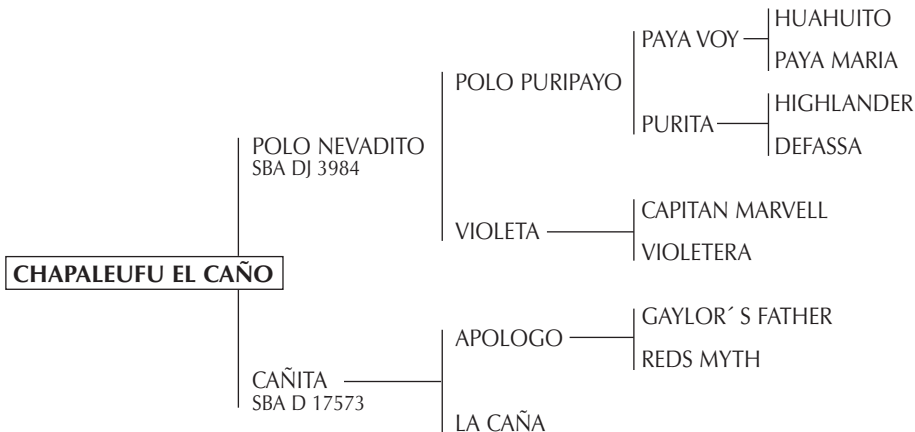 HUAHUITO
PAYA VOY
PAYA MARIA
POLO PURIPAYO
HIGHLANDER
PURITA
DEFASSA
POLO NEVADITO
SBA DJ 3984
CAPITAN MARVELL
VIOLETA
VIOLETERA
CHAPALEUFU EL CAÑO
GAYLOR´ S FATHER
APOLOGO
REDS MYTH
CAÑITA
SBA D 17573
LA CAÑA